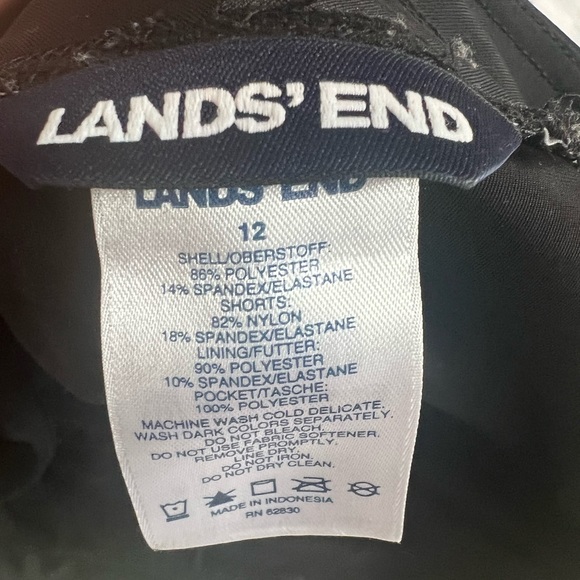 LANDS' END
LANDS' END
12
SHELL/OBERSTOFF:
86% POLYESTER
14% SPANDEX/ELASTANE
SHORTS:
82% NYLON
18% SPANDEX/ELASTANE
LINING/FUTTER:
90% POLYESTER
10% SPANDEX/ELASTANE
POCKET/TASCHE:
100% POLYESTER
MACHINE WASH COLD DELICATE.
WASH DARK COLORS SEPARATELY.
DO NOT BLEACH.
DO NOT USE FABRIC SOFTENER.
REMOVE PROMPTLY.
LINE DRY.
DO NOT IRON.
DO NOT DRY CLEAN.
MADE IN INDONESIA
RN 62830